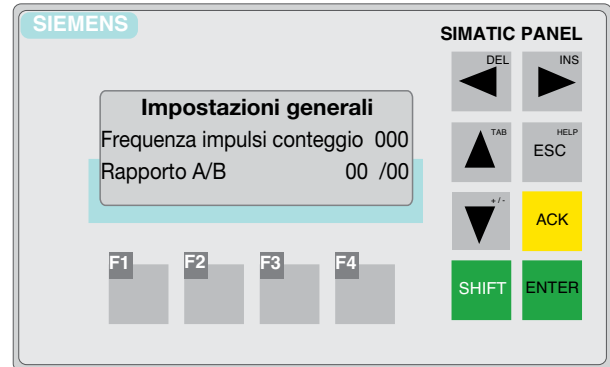 SIEMENS
SIMATIC PANEL
DEL
INS
Impostazioni generali
Frequenza impulsi conteggio 000
Rapporto A/B 00 /00
TAB
HELP
ESC
+ / -
ACK
F1 F2 F3 F4
SHIFT ENTER